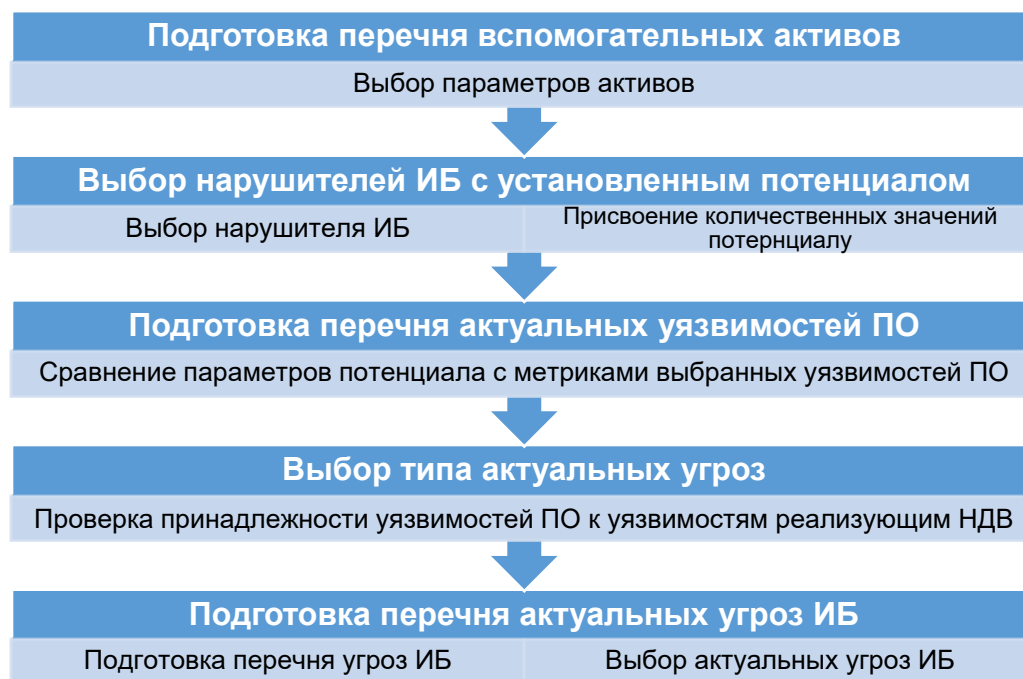 Подготовка перечня вспомогательных активов
Выбор параметров активов
Выбор нарушителей ИБ с установленным потенциалом
Выбор нарушителя ИБ
Присвоение количественных значений
потернциалу
Подготовка перечня актуальных уязвимостей ПО
Сравнение параметров потенциала с метриками выбранных уязвимостей ПО
Выбор типа актуальных угроз
Проверка принадлежности уязвимостей ПО к уязвимостям реализующим НДВ
Подготовка перечня актуальных угроз ИБ
Подготовка перечня угроз ИБ
Выбор актуальных угроз ИБ